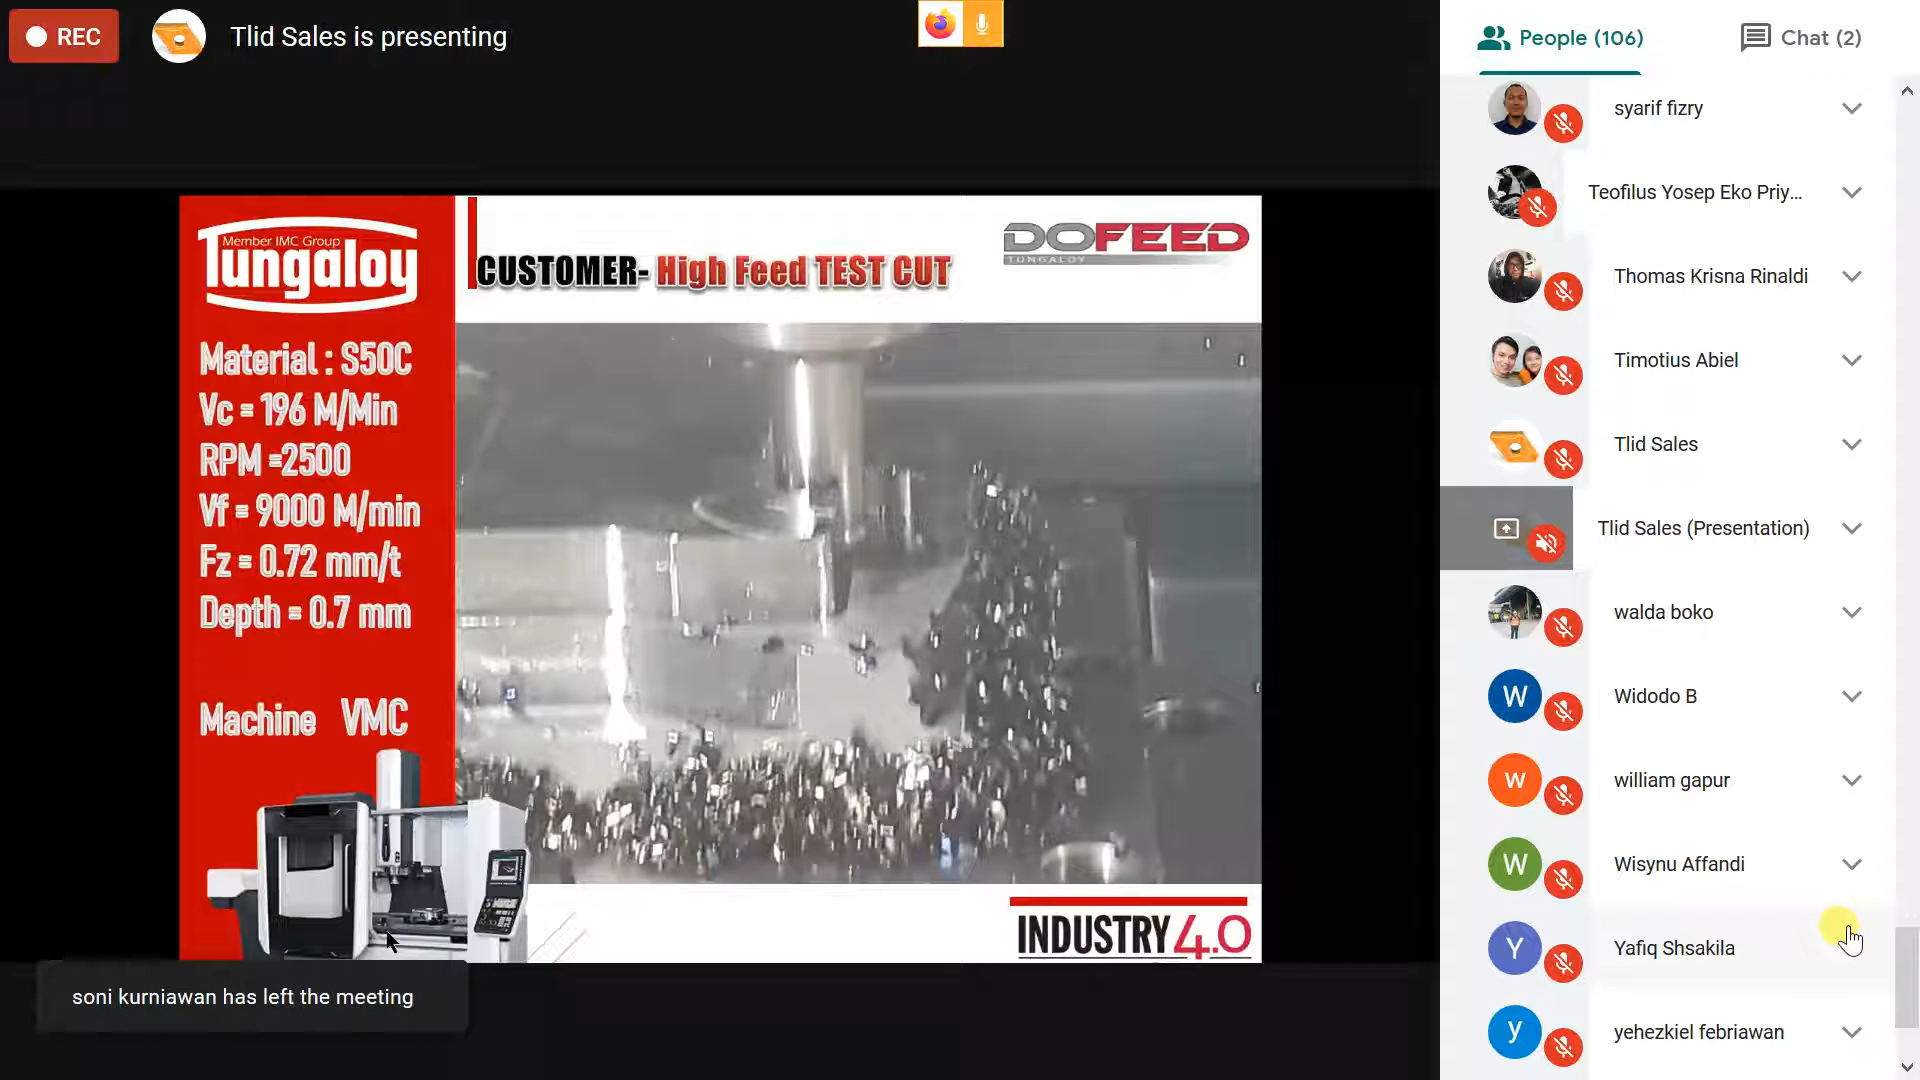 REC
Tlid Sales is presenting
People (106)
Chat (2)
Member IMC Group
Tungaloy
CUSTOMER- High Feed TEST CUT
DOFEED
TUNGALOY
Material : S50C
Vc = 196 M/Min
RPM =2500
Vf = 9000 M/min
Fz = 0.72 mm/t
Depth = 0.7 mm
Machine VMC
INDUSTRY 4.0
soni kurniawan has left the meeting
syarif fizry
Teofilus Yosep Eko Priy...
Thomas Krisna Rinaldi
Timotius Abiel
Tlid Sales
Tlid Sales (Presentation)
walda boko
W
Widodo B
w
william gapur
W
Wisynu Affandi
Y
Yafiq Shsakila
y
yehezkiel febriawan